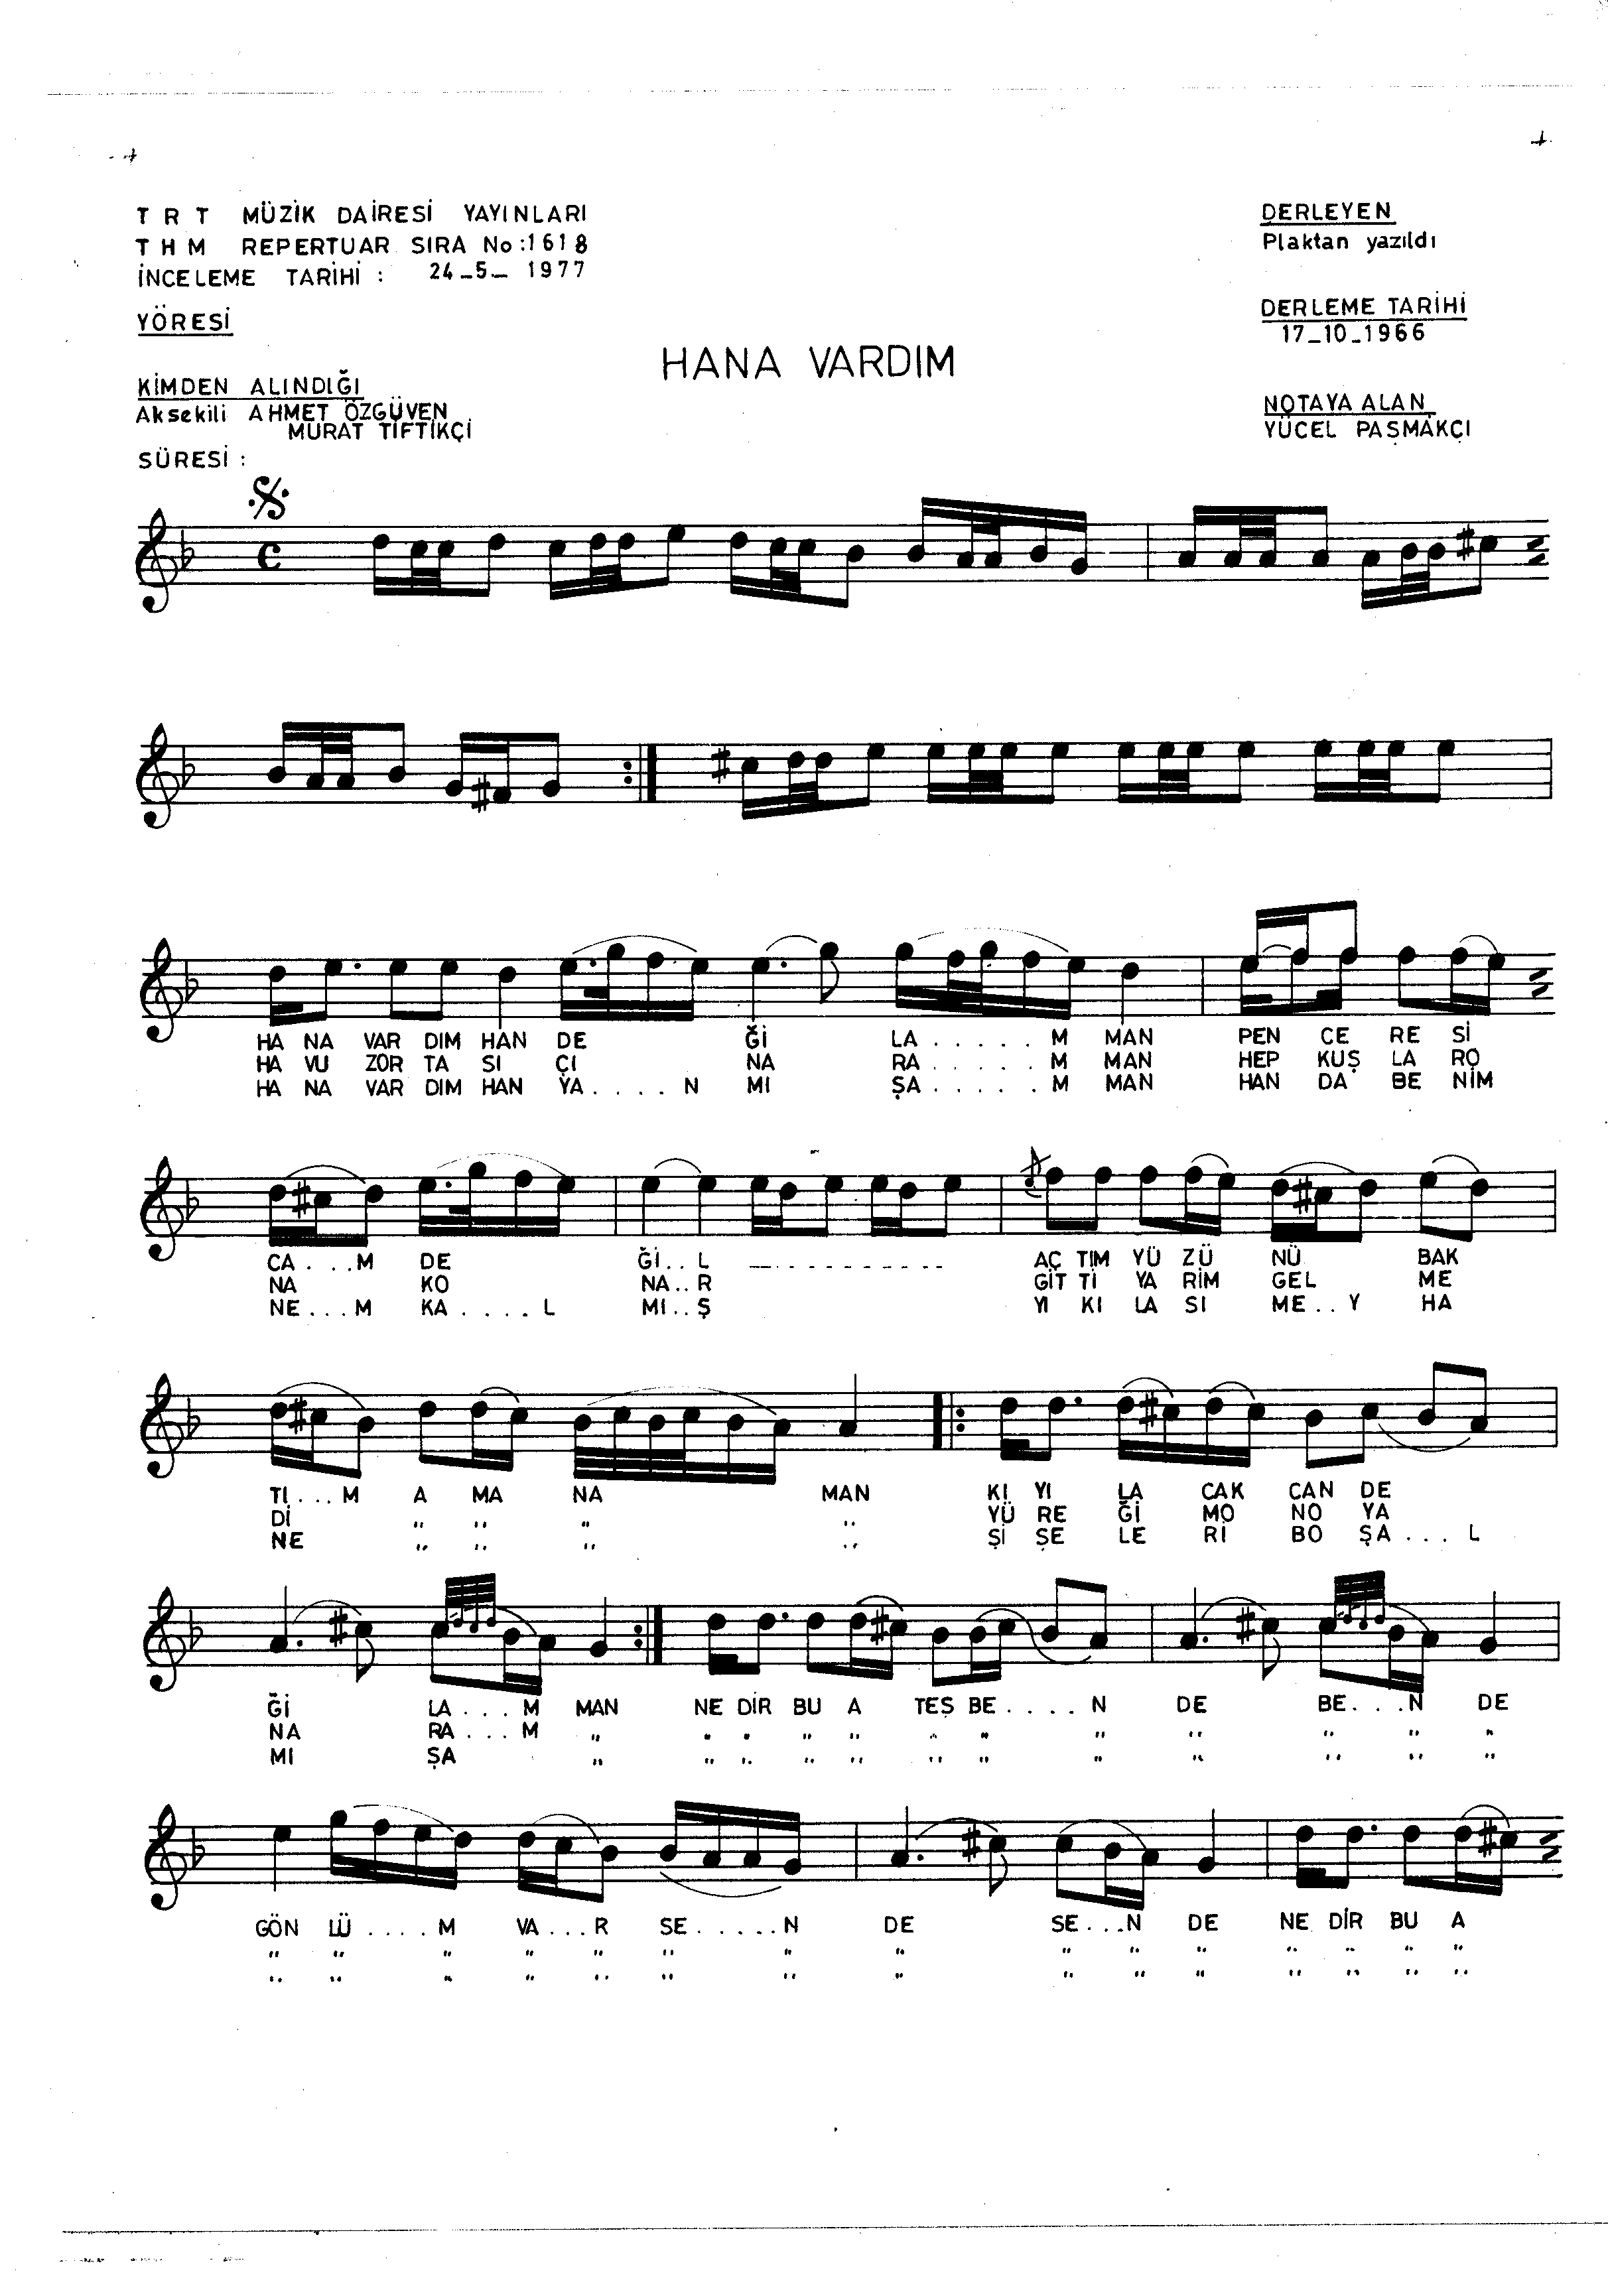 T R T MÜZİK DAİRESİ YAYINLARI
T H M REPERTUAR SIRA No:1618
İNCELEME TARİHİ : 24_5_ 1977
YÖRESİ
KİMDEN ALINDIĞI
Aksekili AHMET ÖZGÜVEN
MURAT TİFTİKÇİ
SÜRESİ :
HANA VARDIM
DERLEYEN
Plaktan yazıldı
DERLEME TARİHİ
17_10_1966
NOTAYA ALAN
YÜCEL PAŞMAKÇI
HA NA VAR DIM HAN DE Ğİ LA . . . . . M MAN PEN CE RE Sİ
HA VU ZOR TA SI ÇI NA RA . . . . . M MAN HEP KUŞ LA RO
HA NA VAR DIM HAN YA . . . . N MI ŞA . . . . . M MAN HAN DA BE NİM
CA . . . M DE Ğİ . . L _ _ . . . . . . . . . . AÇ TIM YÜ ZÜ NÜ BAK
NA KO NA . . R GİT Tİ YA RİM GEL ME
NE . . . M KA . . . . L MI . . Ş YI KI LA SI ME . . Y HA
TI . . . M A MA NA MAN KI YI LA CAK CAN DE
Dİ " " " " YÜ RE Ğİ MO NO YA
NE " " " " Şİ ŞE LE Rİ BO ŞA . . . L
Ğİ LA . . . M MAN NE DİR BU A TEŞ BE . . . . N DE BE . . . N DE
NA RA . . . M " " " " " " " " " " " "
MI ŞA " " " " " " " " " " " "
GÖN LÜ . . . . M VA . . . R SE . . . . . N DE SE . . . N DE NE DİR BU A
" " " " " " " " " " " " " " "
" " " " " " " " " " " " " " "